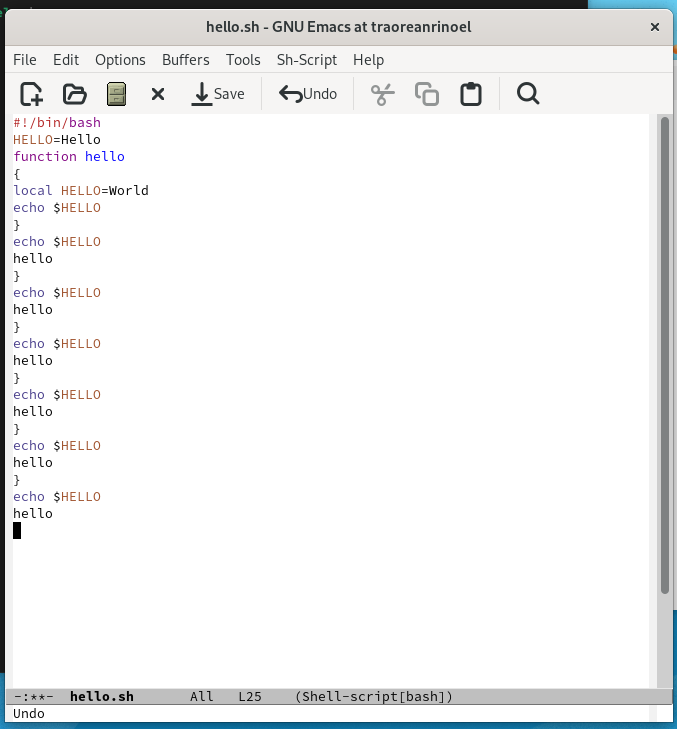 hello.sh - GNU Emacs at traoreanrinoel
File Edit Options Buffers Tools Sh-Script Help
Save Undo
#!/bin/bash
HELLO=Hello
function hello
{
local HELLO=World
echo $HELLO
}
echo $HELLO
hello
}
echo $HELLO
hello
}
echo $HELLO
hello
}
echo $HELLO
hello
}
echo $HELLO
hello
}
echo $HELLO
hello
-:**- hello.sh All L25 (Shell-script[bash])
Undo